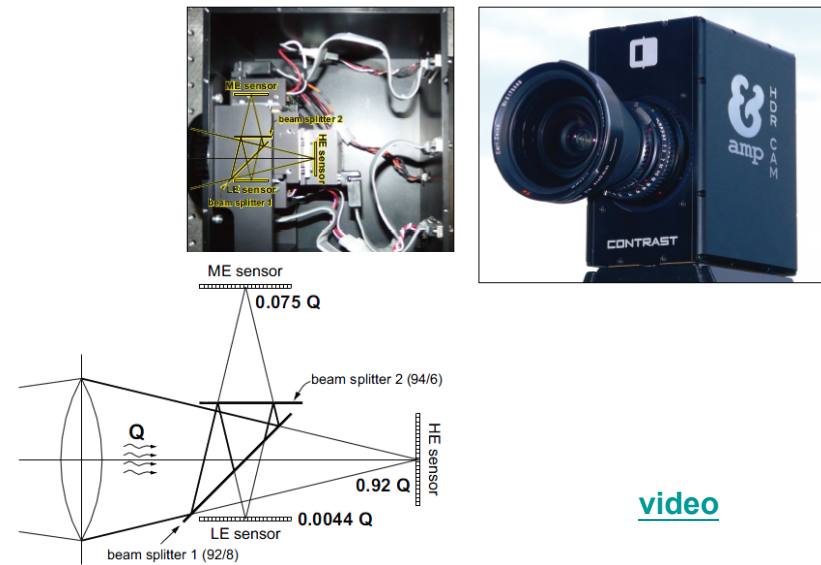 ME sensor
beam splitter 2
HE sensor
LE sensor
beam splitter 1
&
amp
HDR CAM
CONTRAST
ME sensor
0.075 Q
beam splitter 2 (94/6)
Q
HE sensor
0.92 Q
0.0044 Q
LE sensor
beam splitter 1 (92/8)
video